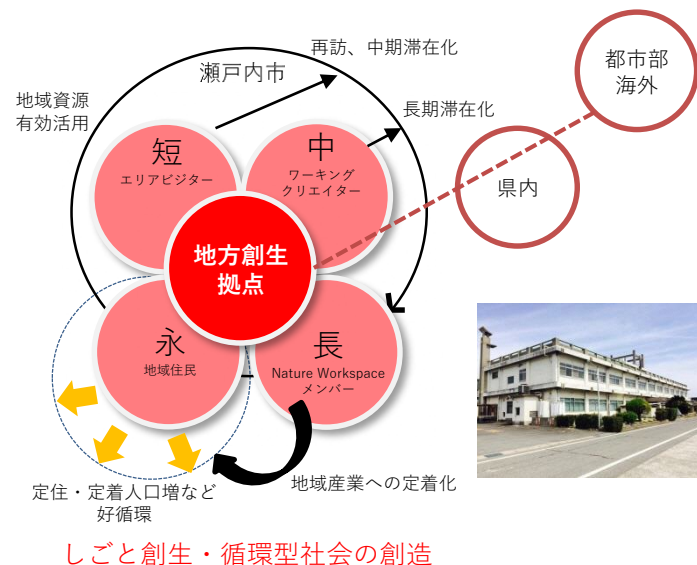 再訪、中期滞在化
瀬戸内市
都市部
海外
地域資源
有効活用
長期滞在化
短
エリアビジター
中
ワーキング
クリエイター
県内
地方創生
拠点
永
地域住民
長
Nature Workspace
メンバー
地域産業への定着化
定住・定着人口増など
好循環
しごと創生・循環型社会の創造